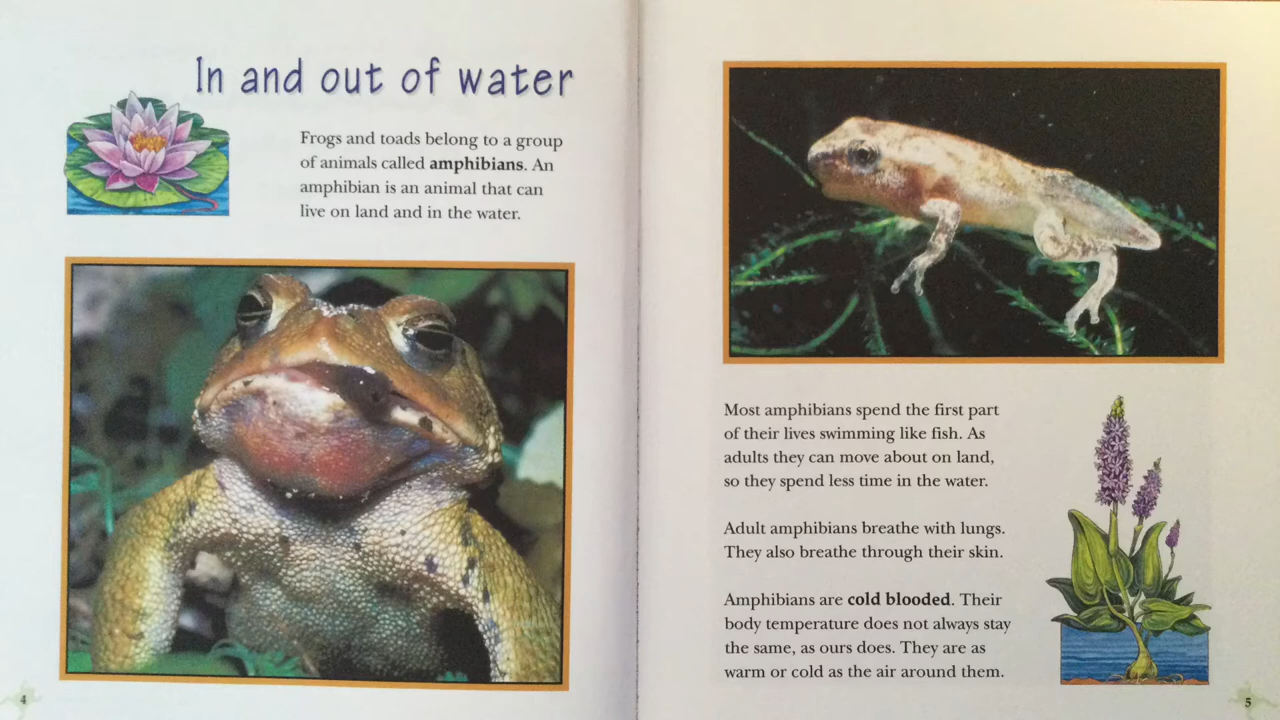 In and out of water
Frogs and toads belong to a group
of animals called amphibians. An
amphibian is an animal that can
live on land and in the water.
4
Most amphibians spend the first part
of their lives swimming like fish. As
adults they can move about on land,
so they spend less time in the water.
Adult amphibians breathe with lungs.
They also breathe through their skin.
Amphibians are cold blooded. Their
body temperature does not always stay
the same, as ours does. They are as
warm or cold as the air around them.
5